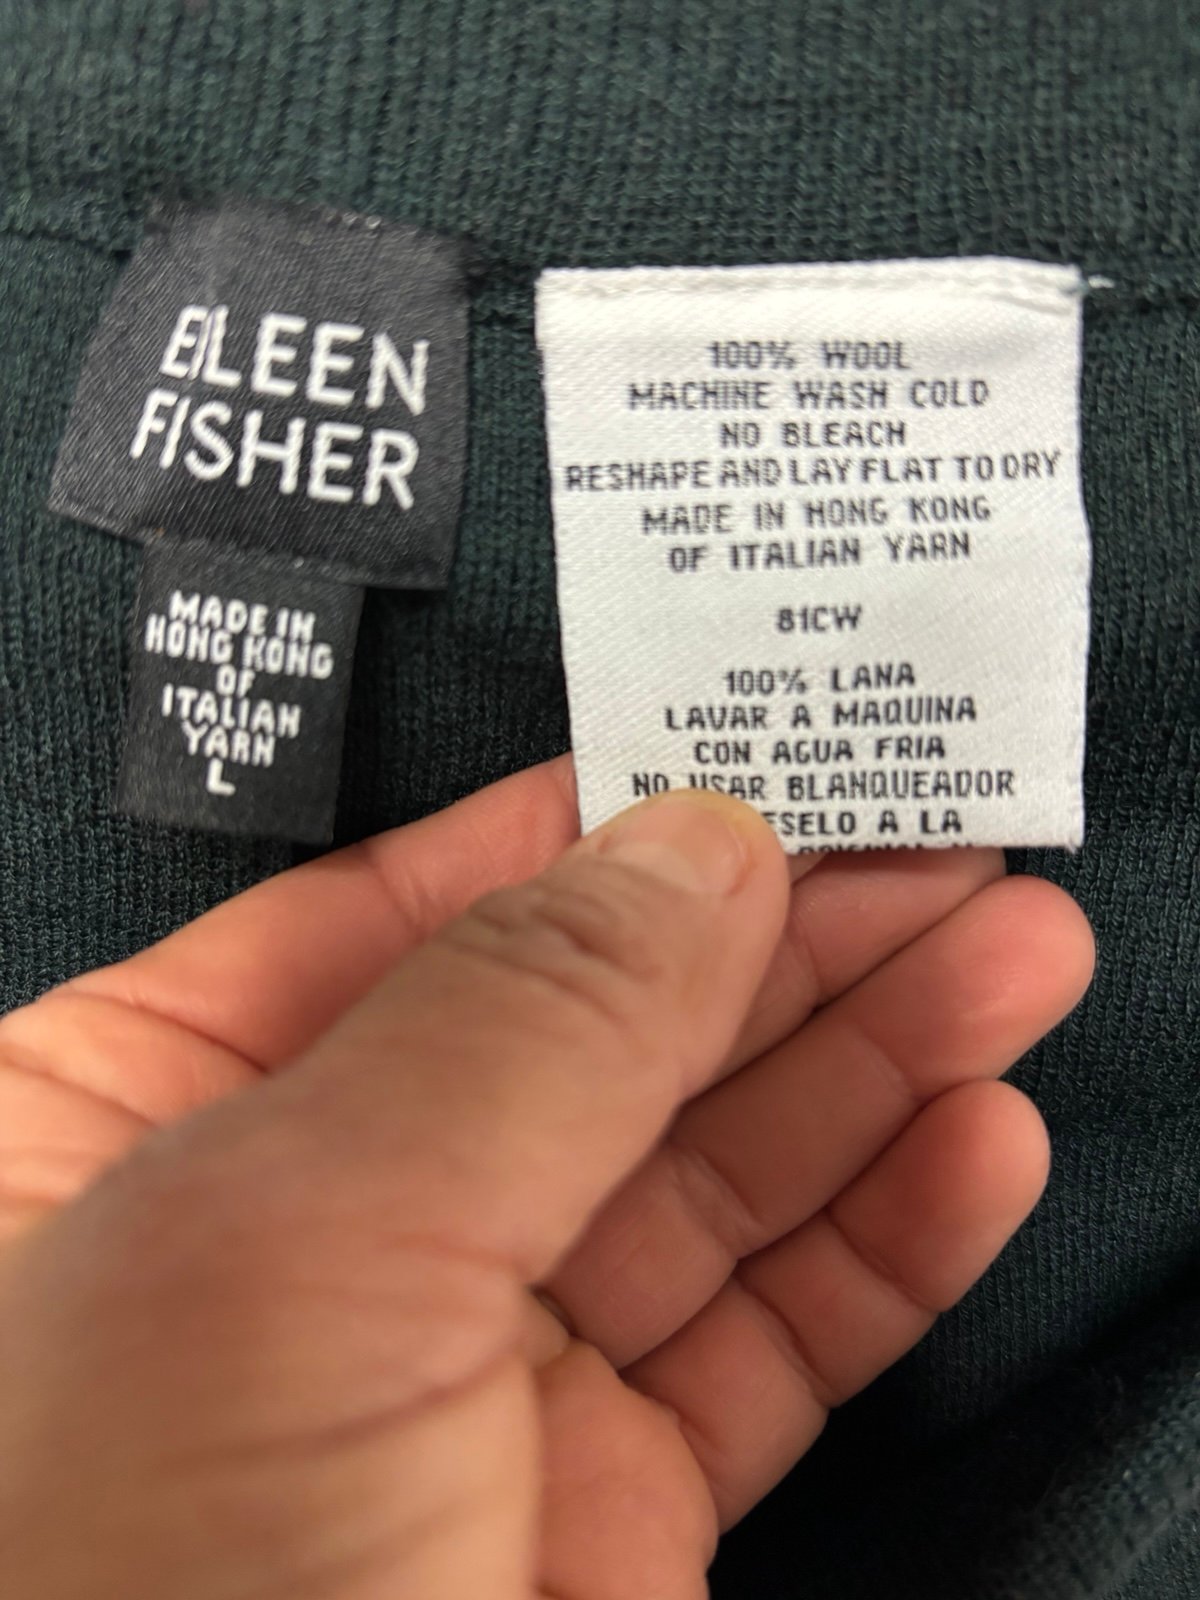 EILEEN
FISHER
MADE IN
HONG KONG
OF
ITALIAN
YARN
L
100% WOOL
MACHINE WASH COLD
NO BLEACH
RESHAPE AND LAY FLAT TO DRY
MADE IN HONG KONG
OF ITALIAN YARN
81CW
100% LANA
LAVAR A MAQUINA
CON AGUA FRIA
NO USAR BLANQUEADOR
A LA